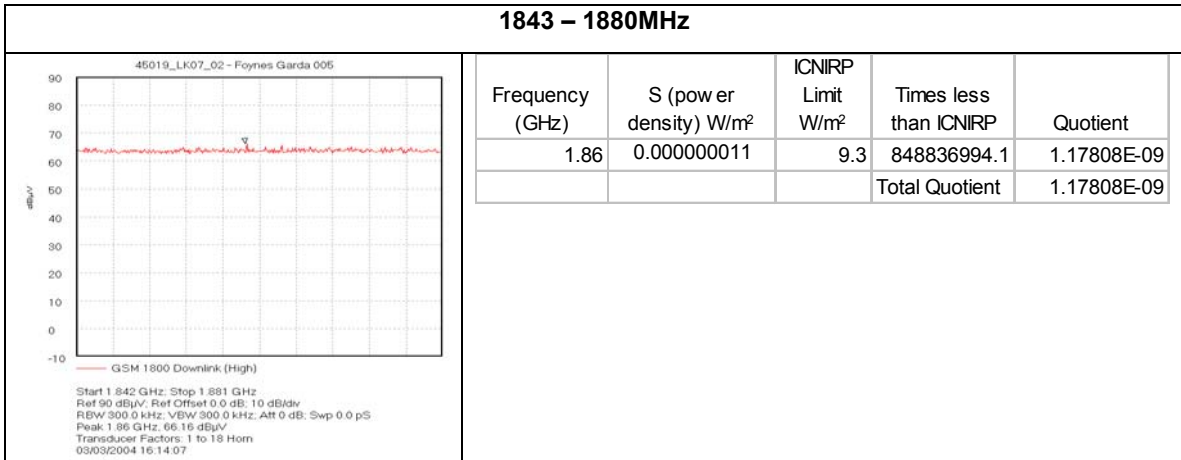 1843 – 1880MHz
45019_LK07_02 - Foynes Garda 005
90
80
70
60
50
40
30
20
10
0
-10
dBµV
GSM 1800 Downlink (High)
Start 1.842 GHz; Stop 1.881 GHz
Ref 90 dBµV; Ref Offset 0.0 dB; 10 dB/div
RBW 300.0 kHz; VBW 300.0 kHz; Att 0 dB; Swp 0.0 pS
Peak 1.86 GHz, 66.16 dBµV
Transducer Factors: 1 to 18 Horn
03/03/2004 16:14:07
Frequency (GHz) S (power density) W/m² ICNIRP Limit W/m² Times less than ICNIRP Quotient
1.86 0.000000011 9.3 848836994.1 1.17808E-09
Total Quotient 1.17808E-09